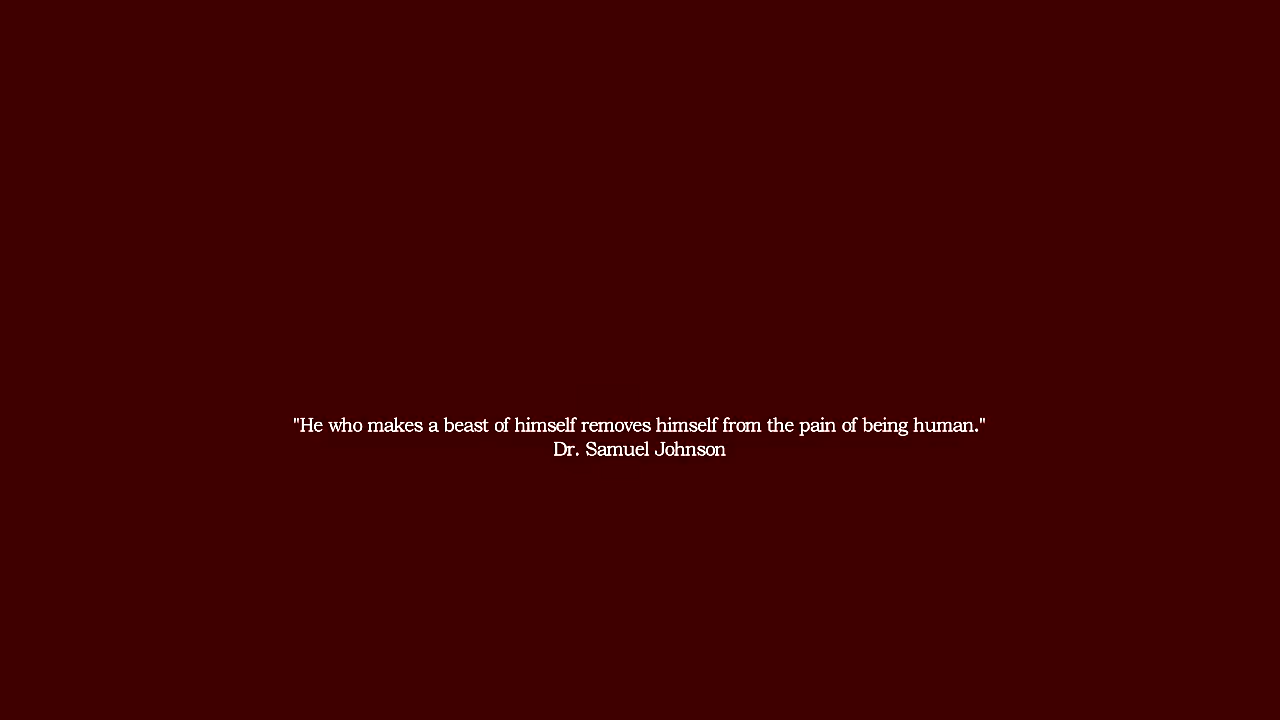 "He who makes a beast of himself removes himself from the pain of being human."
Dr. Samuel Johnson